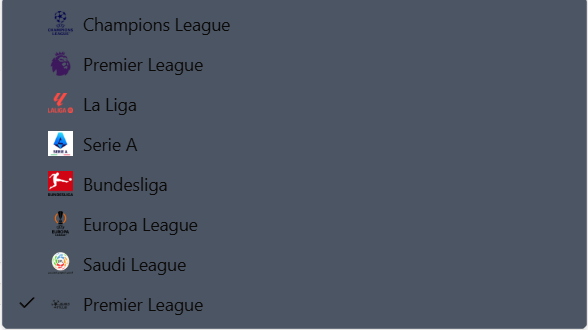 Champions League
Premier League
La Liga
Serie A
Bundesliga
Europa League
Saudi League
Premier League